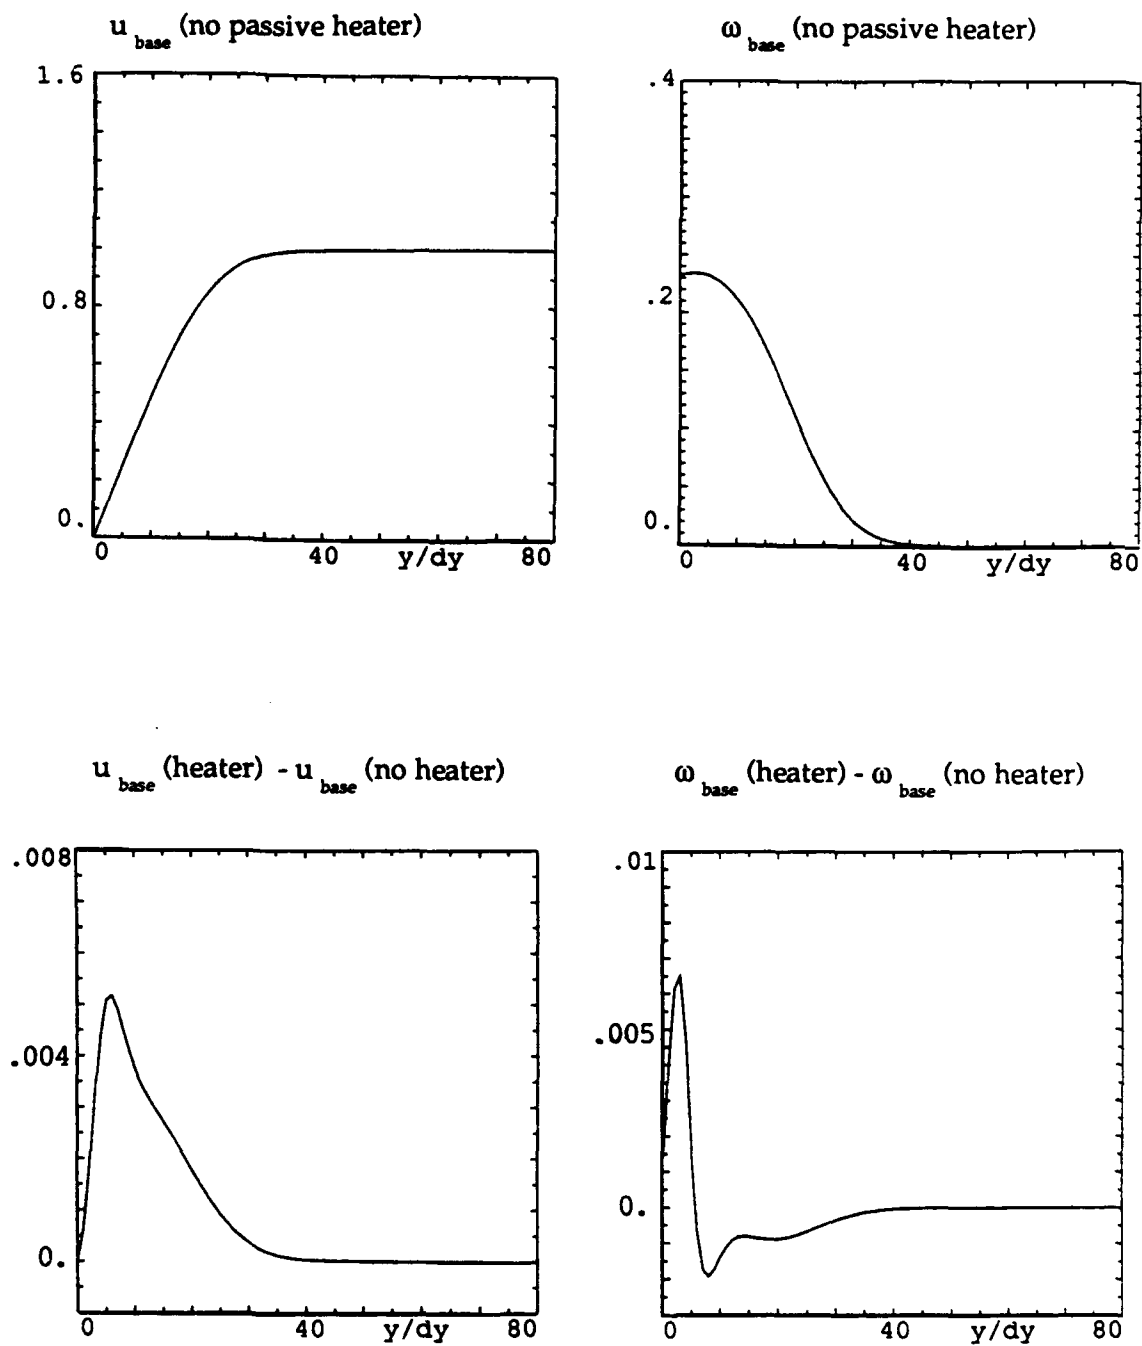 u base (no passive heater)
1.6
0.8
0.
0 40 y/dy 80
ω base (no passive heater)
.4
.2
0.
0 40 y/dy 80
u base (heater) - u base (no heater)
.008
.004
0.
0 40 y/dy 80
ω base (heater) - ω base (no heater)
.01
.005
0.
0 40 y/dy 80